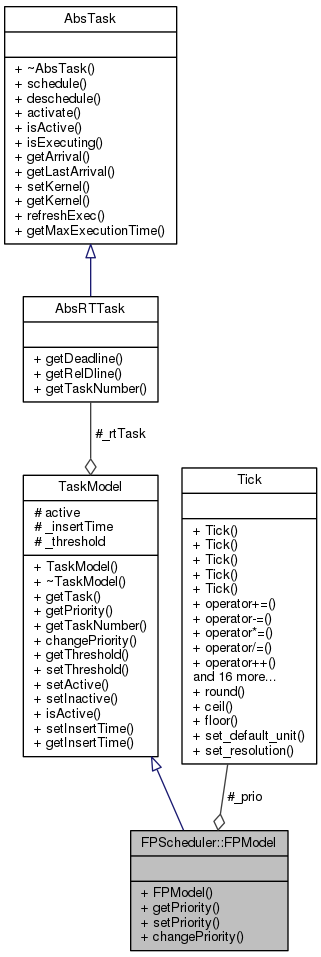 AbsTask
+ ~AbsTask()
+ schedule()
+ deschedule()
+ activate()
+ isActive()
+ isExecuting()
+ getArrival()
+ getLastArrival()
+ setKernel()
+ getKernel()
+ refreshExec()
+ getMaxExecutionTime()
AbsRTTask
+ getDeadline()
+ getRelDline()
+ getTaskNumber()
#_rtTask
TaskModel
# active
# _insertTime
# _threshold
+ TaskModel()
+ ~TaskModel()
+ getTask()
+ getPriority()
+ getTaskNumber()
+ changePriority()
+ getThreshold()
+ setThreshold()
+ setActive()
+ setInactive()
+ isActive()
+ setInsertTime()
+ getInsertTime()
Tick
+ Tick()
+ Tick()
+ Tick()
+ Tick()
+ Tick()
+ operator+=()
+ operator-=()
+ operator*=()
+ operator/=()
+ operator++()
and 16 more...
+ round()
+ ceil()
+ floor()
+ set_default_unit()
+ set_resolution()
#_prio
FPScheduler::FPModel
+ FPModel()
+ getPriority()
+ setPriority()
+ changePriority()